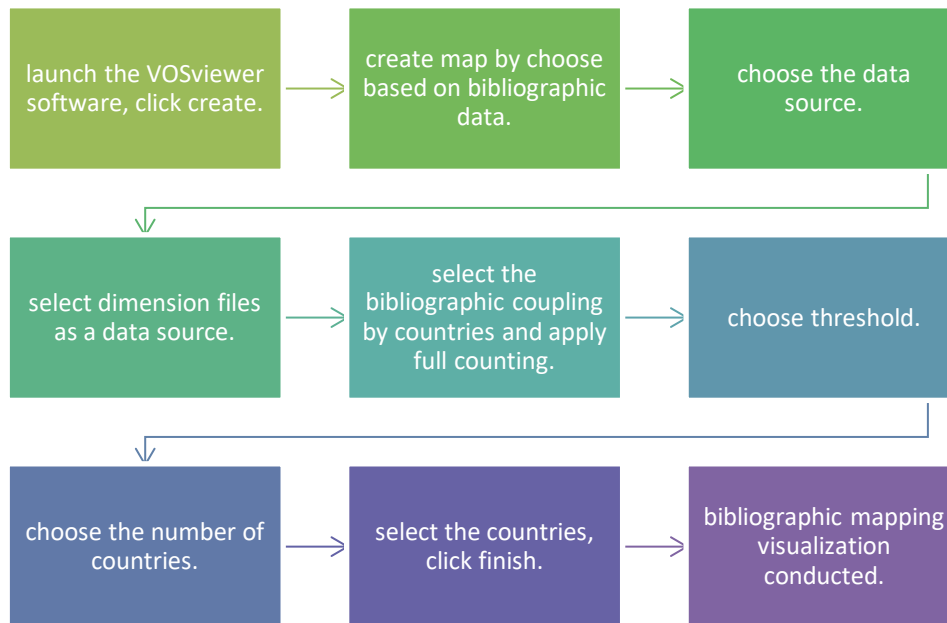 launch the VOSviewer
software, click create.
create map by choose
based on bibliographic
data.
choose the data
source.
select dimension files
as a data source.
select the
bibliographic coupling
by countries and apply
full counting.
choose threshold.
choose the number of
countries.
select the countries,
click finish.
bibliographic mapping
visualization
conducted.